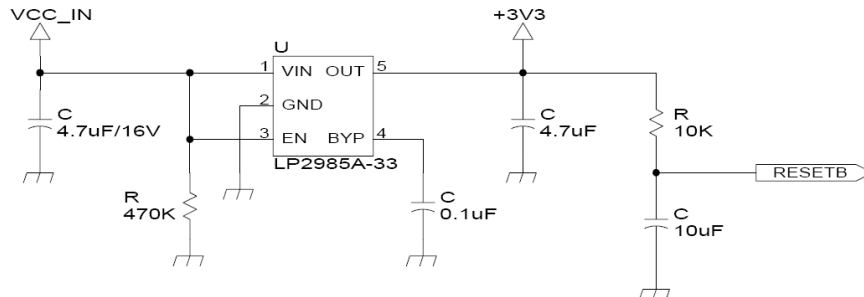 VCC_IN
+3V3
U
1 VIN OUT 5
2 GND
3 EN BYP 4
LP2985A-33
C
4.7uF/16V
R
470K
C
0.1uF
C
4.7uF
R
10K
RESETB
C
10uF